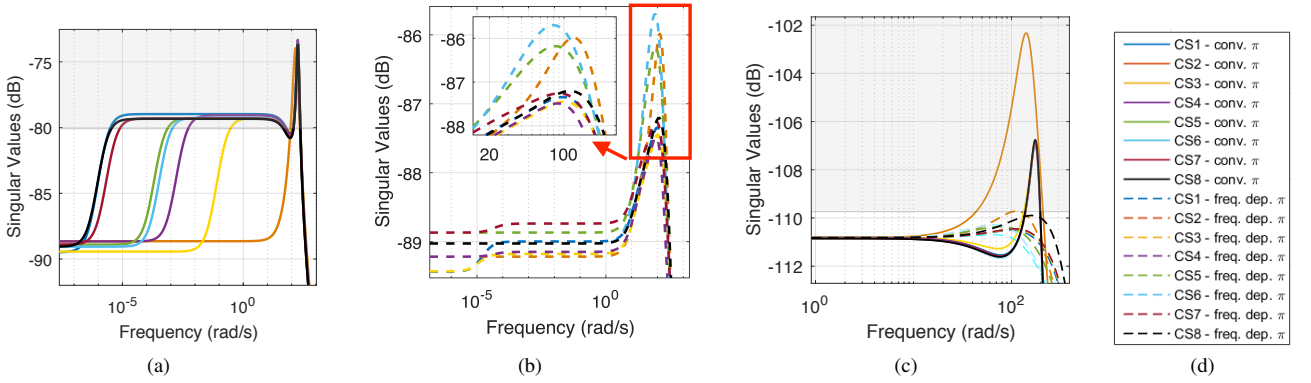 -75
-80
-85
-90
Singular Values (dB)
10^-5
10^0
Frequency (rad/s)
(a)
-86
-87
-88
-89
Singular Values (dB)
-86
-87
-88
20
100
10^-5
10^0
Frequency (rad/s)
(b)
-102
-104
-106
-108
-110
-112
Singular Values (dB)
10^0
10^2
Frequency (rad/s)
(c)
CS1 - conv. π
CS2 - conv. π
CS3 - conv. π
CS4 - conv. π
CS5 - conv. π
CS6 - conv. π
CS7 - conv. π
CS8 - conv. π
CS1 - freq. dep. π
CS2 - freq. dep. π
CS3 - freq. dep. π
CS4 - freq. dep. π
CS5 - freq. dep. π
CS6 - freq. dep. π
CS7 - freq. dep. π
CS8 - freq. dep. π
(d)